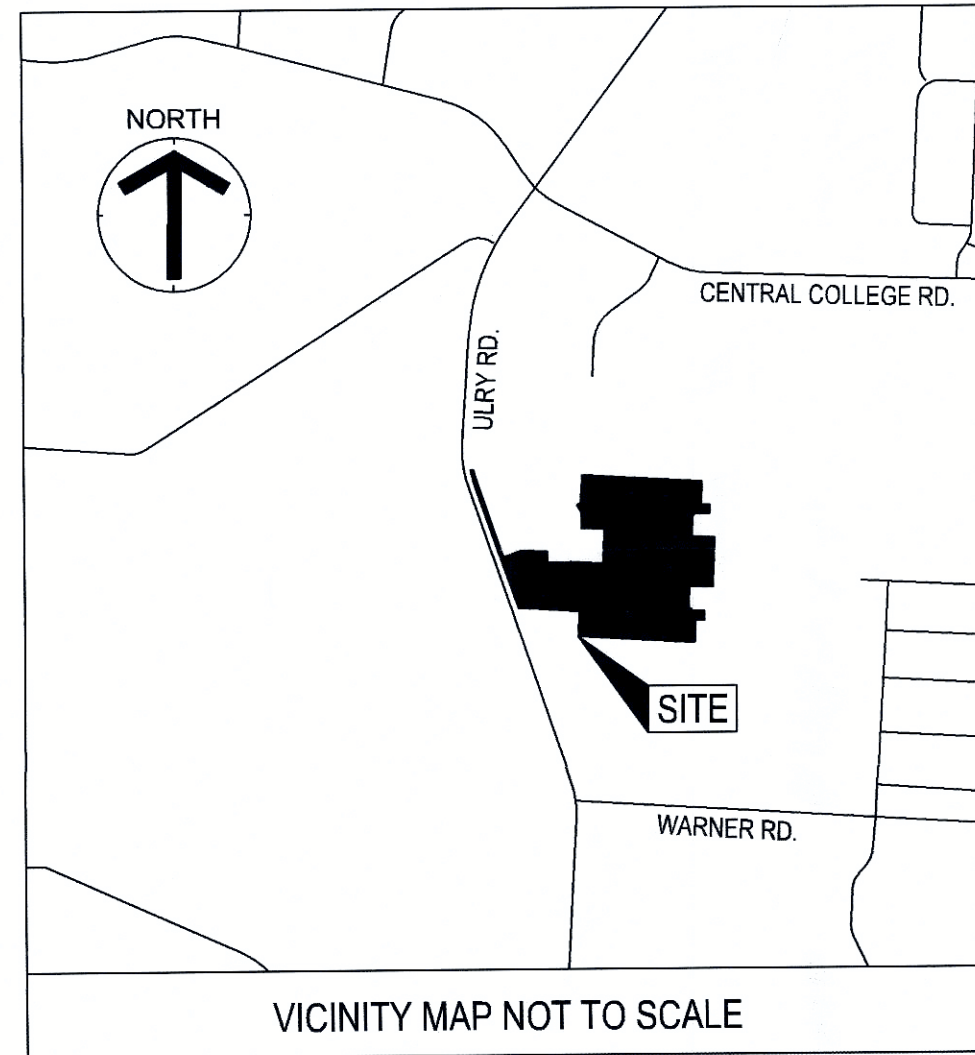 NORTH
CENTRAL COLLEGE RD.
ULRY RD.
SITE
WARNER RD.
VICINITY MAP NOT TO SCALE